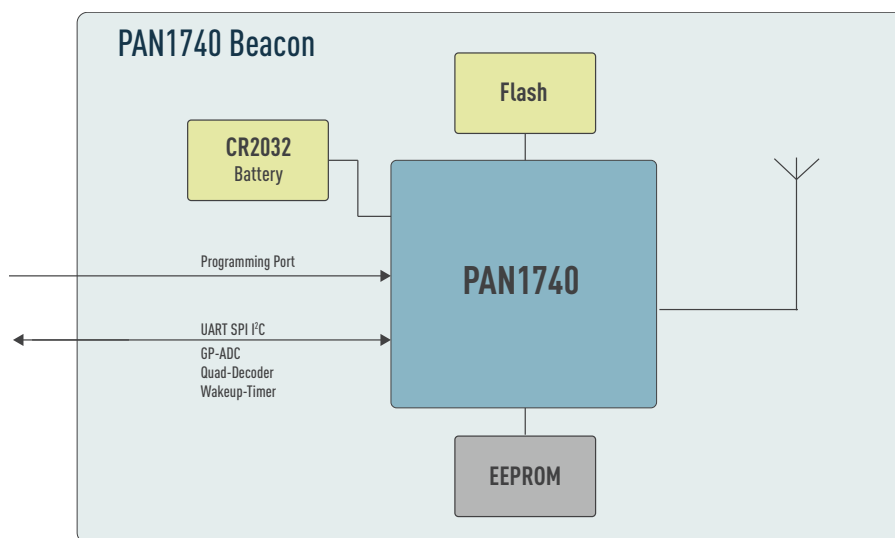 PAN1740 Beacon
Flash
CR2032
Battery
Programming Port
PAN1740
UART SPI I²C
GP-ADC
Quad-Decoder
Wakeup-Timer
EEPROM